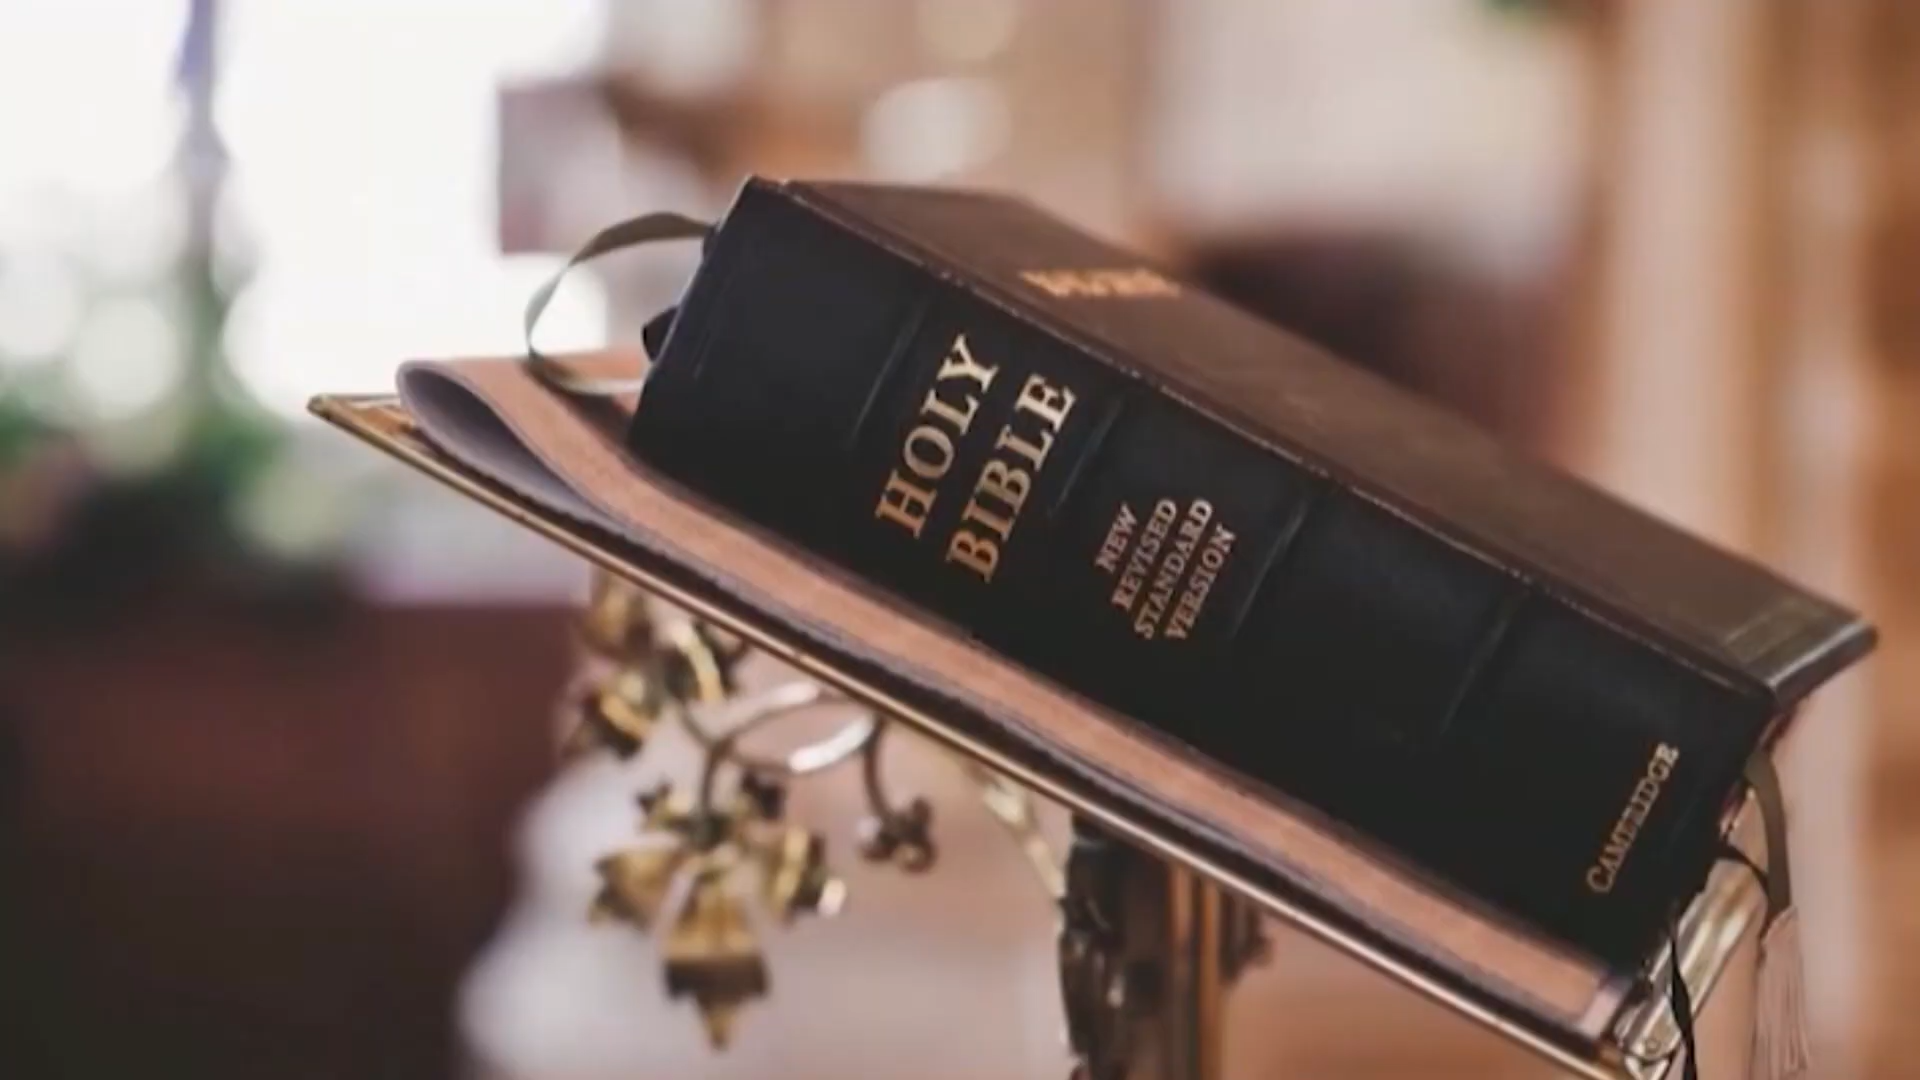 HOLY
BIBLE
NEW
REVISED
STANDARD
VERSION
CAMBRIDGE